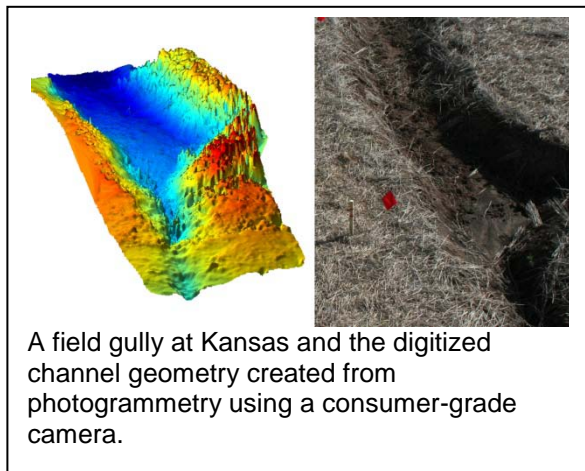 A field gully at Kansas and the digitized
channel geometry created from
photogrammetry using a consumer-grade
camera.